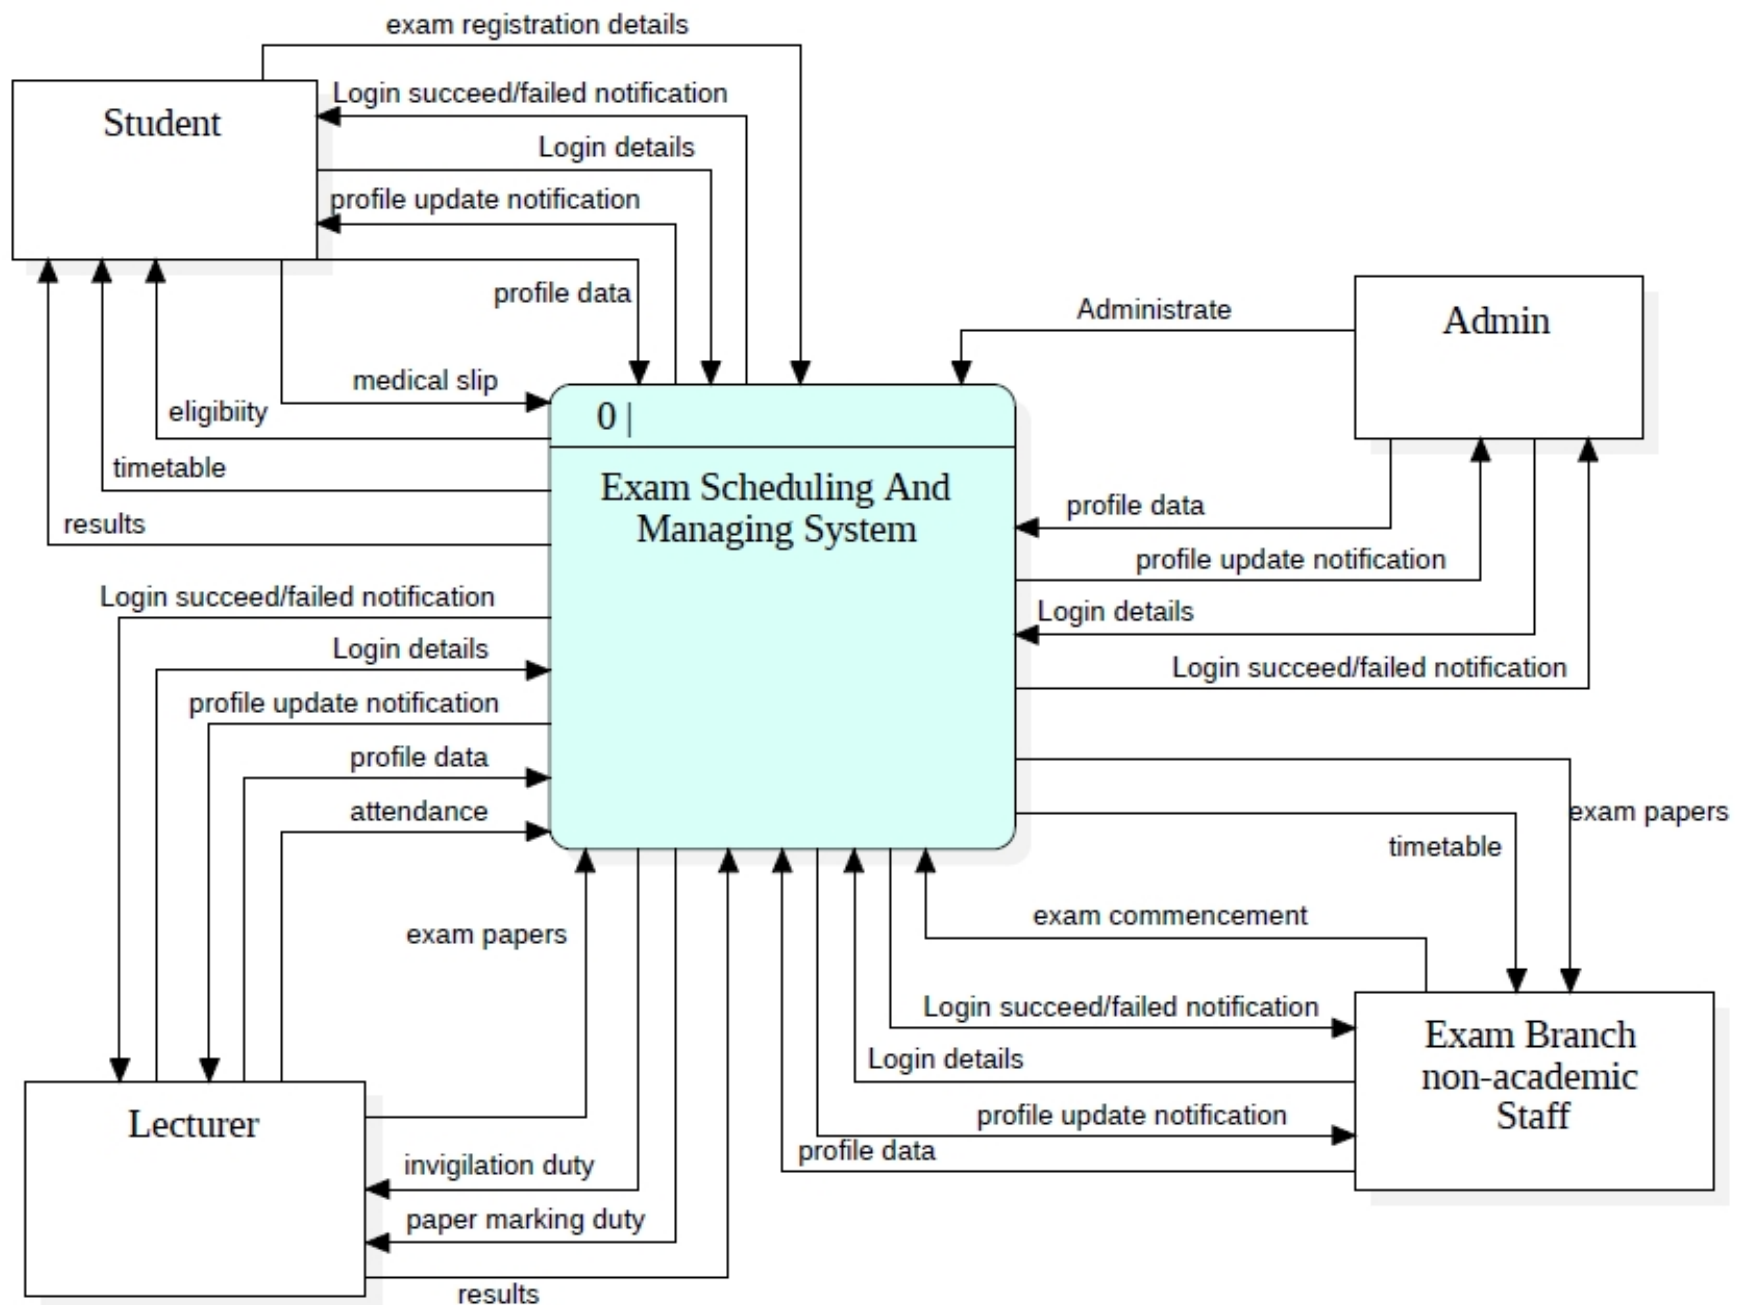 exam registration details
Login succeed/failed notification
Student
Login details
profile update notification
profile data
Administrate
Admin
medical slip
eligibiity
0 |
timetable
Exam Scheduling And
Managing System
results
profile data
profile update notification
Login succeed/failed notification
Login details
Login details
Login succeed/failed notification
profile update notification
profile data
attendance
exam papers
timetable
exam papers
exam commencement
Login succeed/failed notification
Exam Branch
non-academic
Staff
Login details
profile update notification
profile data
Lecturer
invigilation duty
paper marking duty
results